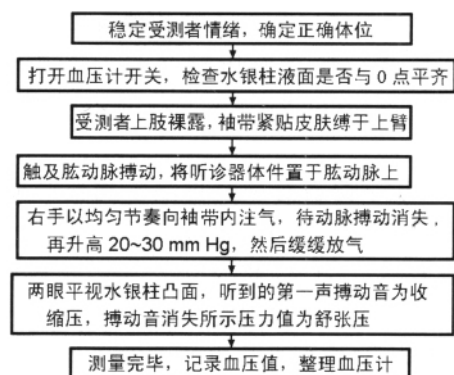 稳定受测者情绪，确定正确体位
打开血压计开关，检查水银柱液面是否与0点平齐
受测者上肢裸露，袖带紧贴皮肤缚于上臂
触及肱动脉搏动，将听诊器体件置于肱动脉上
右手以均匀节奏向袖带内注气，待动脉搏动消失，
再升高20~30 mm Hg，然后缓缓放气
两眼平视水银柱凸面，听到的第一声搏动音为收
缩压，搏动音消失所示压力值为舒张压
测量完毕，记录血压值，整理血压计